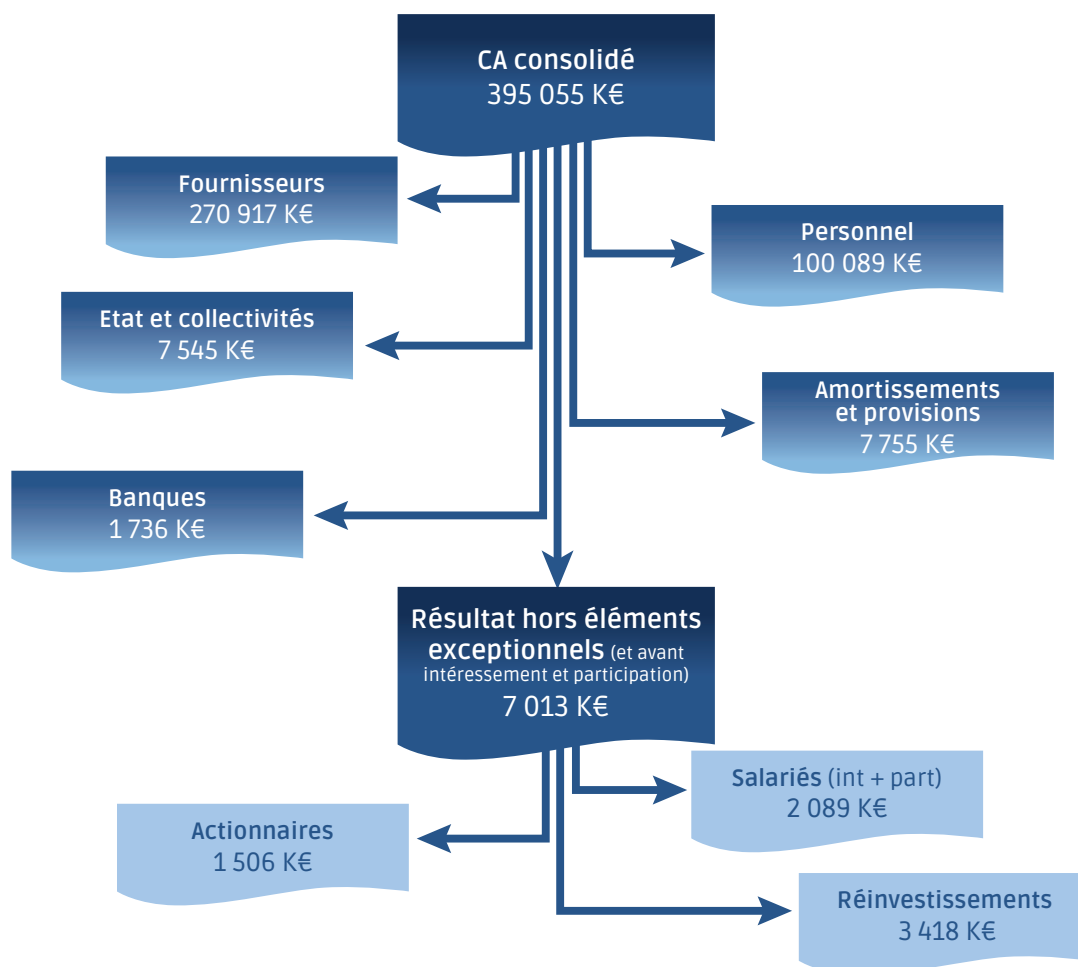 CA consolidé
395 055 K€
Fournisseurs
270 917 K€
Personnel
100 089 K€
Etat et collectivités
7 545 K€
Amortissements
et provisions
7 755 K€
Banques
1 736 K€
Résultat hors éléments
exceptionnels (et avant
intéressement et participation)
7 013 K€
Salariés (int + part)
2 089 K€
Actionnaires
1 506 K€
Réinvestissements
3 418 K€